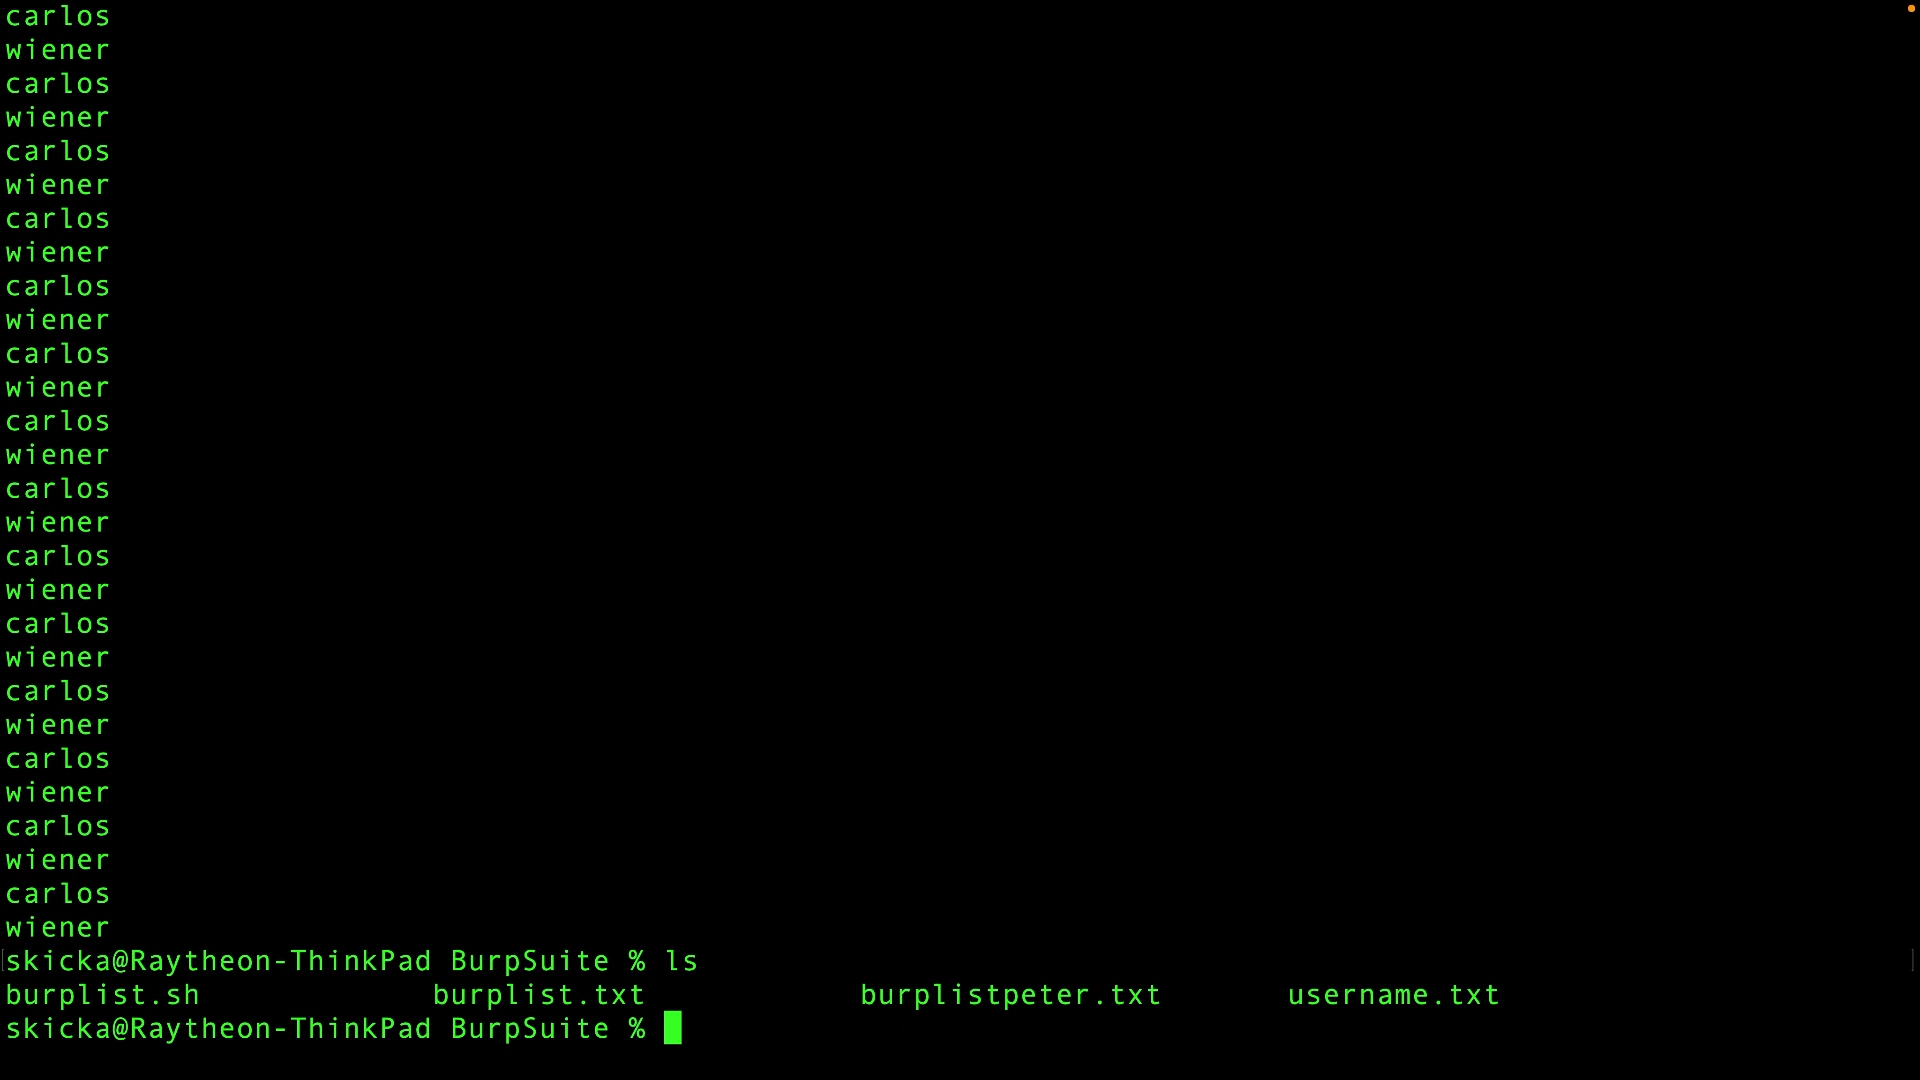 carlos
wiener
carlos
wiener
carlos
wiener
carlos
wiener
carlos
wiener
carlos
wiener
carlos
wiener
carlos
wiener
carlos
wiener
carlos
wiener
carlos
wiener
carlos
wiener
carlos
wiener
carlos
wiener
skicka@Raytheon-ThinkPad BurpSuite % ls
burplist.sh burplist.txt burplistpeter.txt username.txt
skicka@Raytheon-ThinkPad BurpSuite %